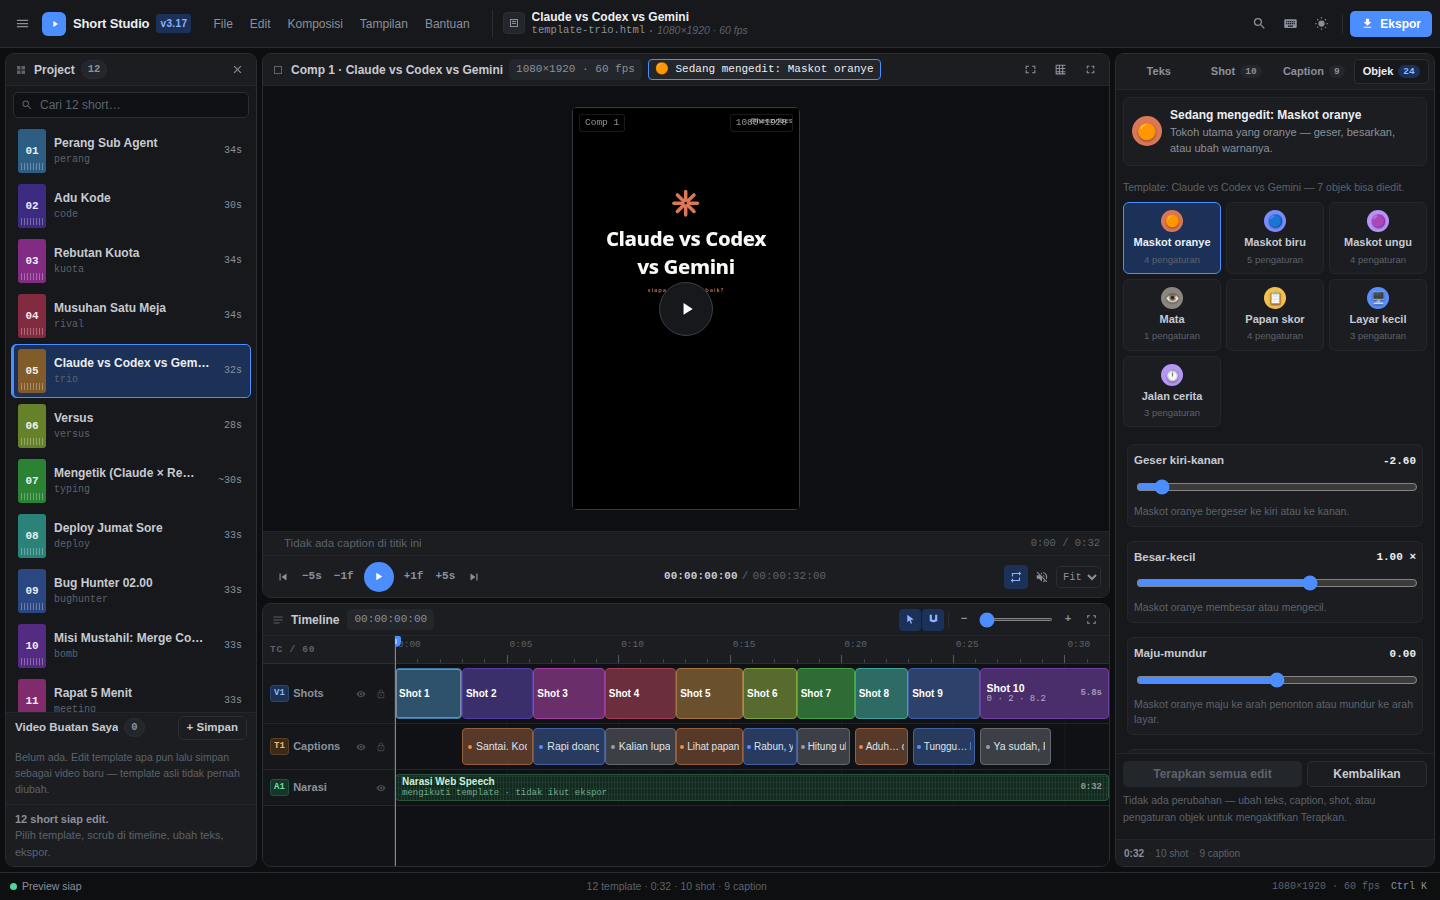 Short Studio v3.17 File Edit Komposisi Tampilan Bantuan
Claude vs Codex vs Gemini
template-trio.html · 1080×1920 · 60 fps
Ekspor
Project 12
Cari 12 short…
01 Perang Sub Agent 34s
perang
02 Adu Kode 30s
code
03 Rebutan Kuota 34s
kuota
04 Musuhan Satu Meja 34s
rival
05 Claude vs Codex vs Gem… 32s
trio
06 Versus 28s
versus
07 Mengetik (Claude × Re… ~30s
typing
08 Deploy Jumat Sore 33s
deploy
09 Bug Hunter 02.00 33s
bughunter
10 Misi Mustahil: Merge Co… 33s
bomb
11 Rapat 5 Menit 33s
meeting
Video Buatan Saya 0 + Simpan
Belum ada. Edit template apa pun lalu simpan
sebagai video baru — template asli tidak pernah
diubah.
12 short siap edit.
Pilih template, scrub di timeline, ubah teks,
ekspor.
Comp 1 · Claude vs Codex vs Gemini 1080×1920 · 60 fps Sedang mengedit: Maskot oranye
Comp 1 1080×1920
Claude vs Codex
vs Gemini
Tidak ada caption di titik ini 0:00 / 0:32
−5s −1f +1f +5s 00:00:00:00 / 00:00:32:00 Fit
Timeline 00:00:00:00 − +
TC / 60 0:00 0:05 0:10 0:15 0:20 0:25 0:30
V1 Shots Shot 1 Shot 2 Shot 3 Shot 4 Shot 5 Shot 6 Shot 7 Shot 8 Shot 9 Shot 10 5.8s
0 · 2 · 8.2
T1 Captions Santai. Kod Rapi doang Kalian lupa Lihat papan Rabun, y Hitung ul Aduh… Tunggu… Ya sudah,
A1 Narasi Narasi Web Speech 0:32
mengikuti template · tidak ikut ekspor
Teks Shot 10 Caption 9 Objek 24
Sedang mengedit: Maskot oranye
Tokoh utama yang oranye — geser, besarkan,
atau ubah warnanya.
Template: Claude vs Codex vs Gemini — 7 objek bisa diedit.
Maskot oranye Maskot biru Maskot ungu
4 pengaturan 5 pengaturan 4 pengaturan
Mata Papan skor Layar kecil
1 pengaturan 4 pengaturan 3 pengaturan
Jalan cerita
3 pengaturan
Geser kiri-kanan -2.60
Maskot oranye bergeser ke kiri atau ke kanan.
Besar-kecil 1.00 ×
Maskot oranye membesar atau mengecil.
Maju-mundur 0.00
Maskot oranye maju ke arah penonton atau mundur ke arah
layar.
Terapkan semua edit Kembalikan
Tidak ada perubahan — ubah teks, caption, shot, atau
pengaturan objek untuk mengaktifkan Terapkan.
0:32 · 10 shot · 9 caption
Preview siap 12 template · 0:32 · 10 shot · 9 caption 1080×1920 · 60 fps Ctrl K